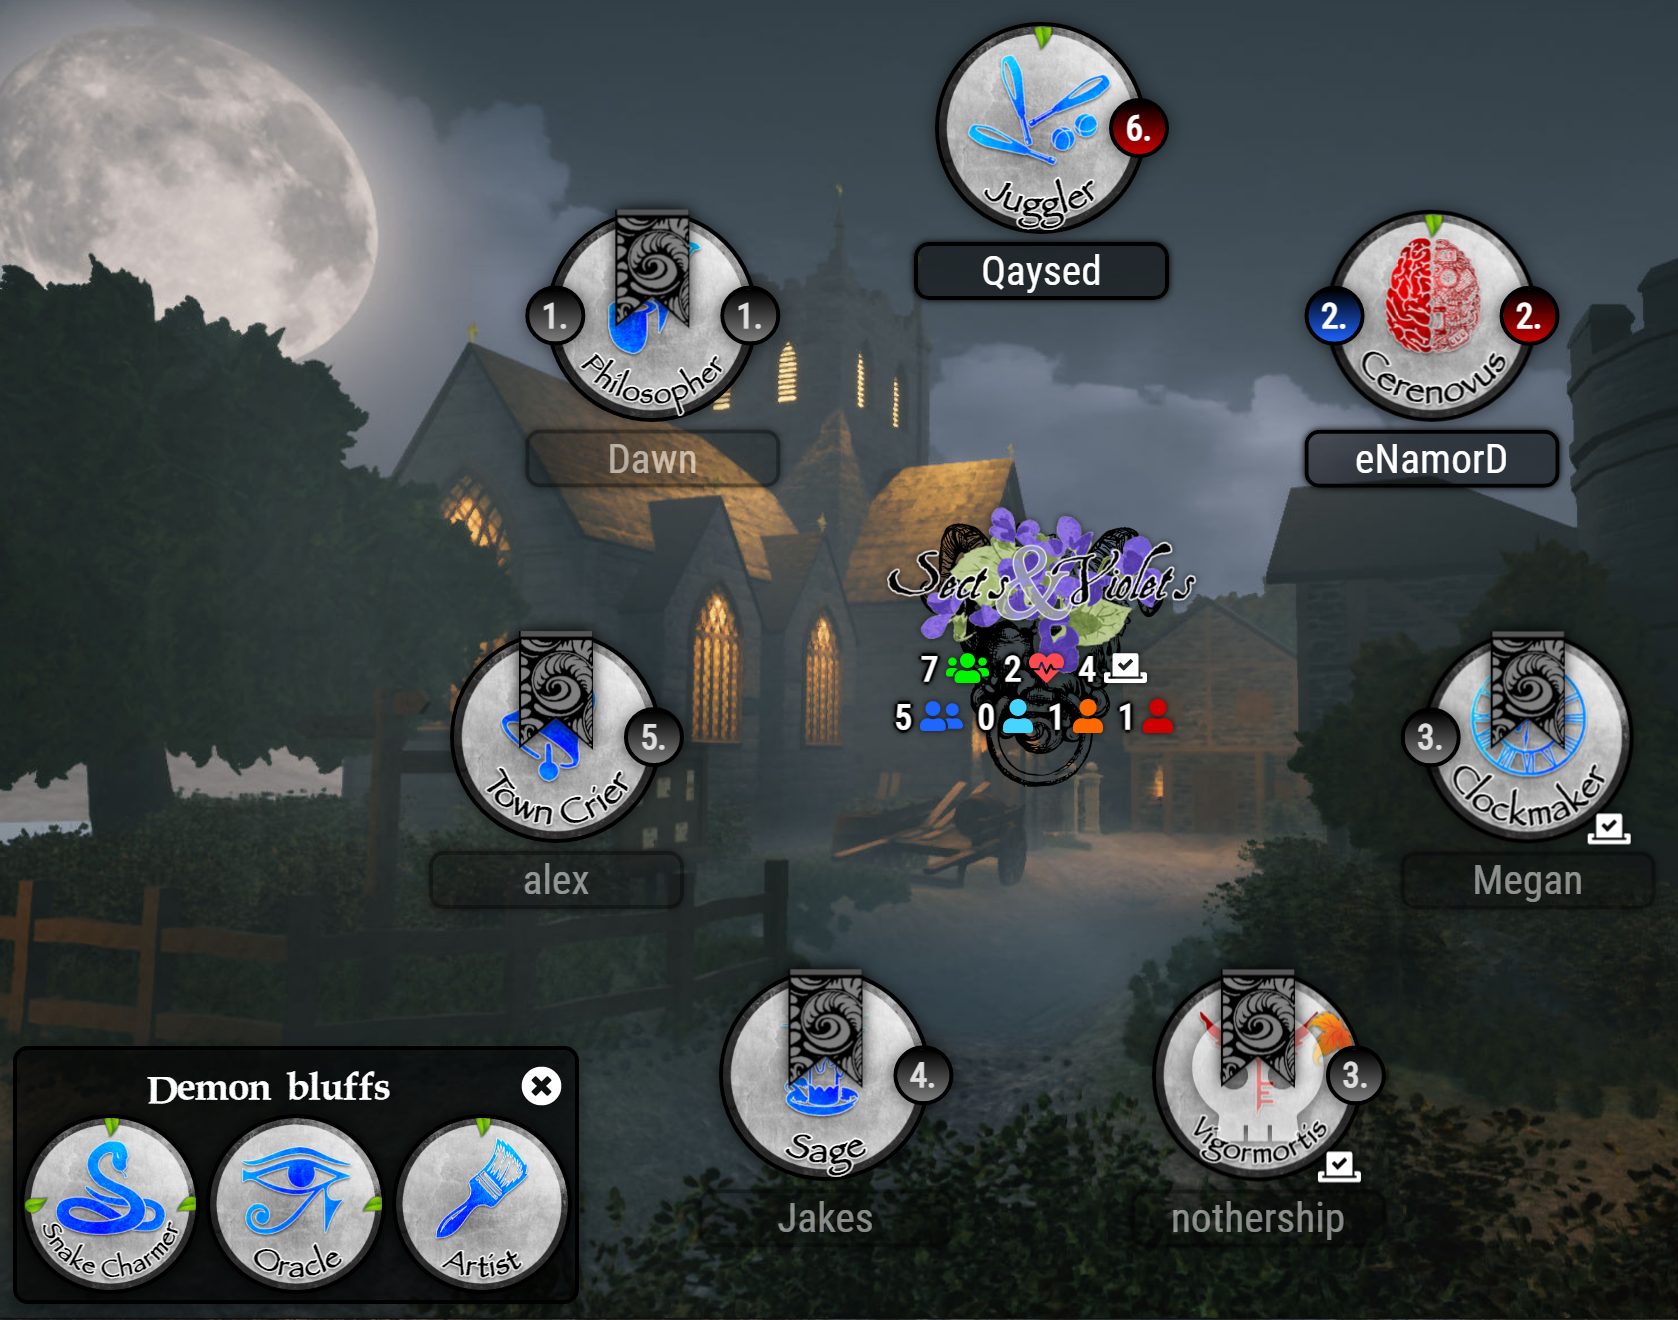 Juggler
6.
Qaysed
1.
Philosopher
1.
Dawn
2.
Cerenovus
2.
eNamorD
Sects & Violets
7 2 4
5 0 1 1
Town Crier
5.
alex
3.
Clockmaker
Megan
Sage
4.
Jakes
Vigormortis
3.
nothership
Demon bluffs
Snake Charmer
Oracle
Artist